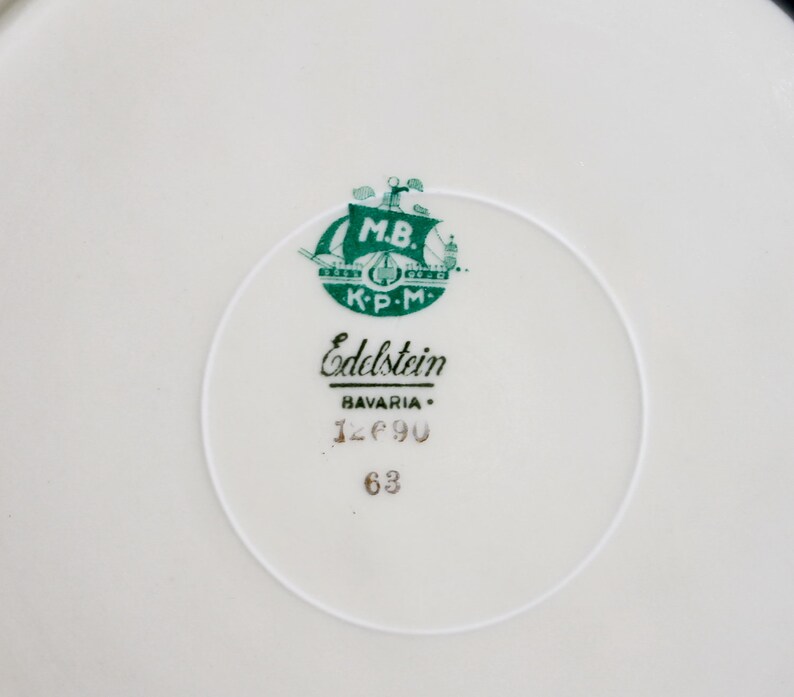 M.B.
K·P·M·
Edelstein
BAVARIA
12690
63